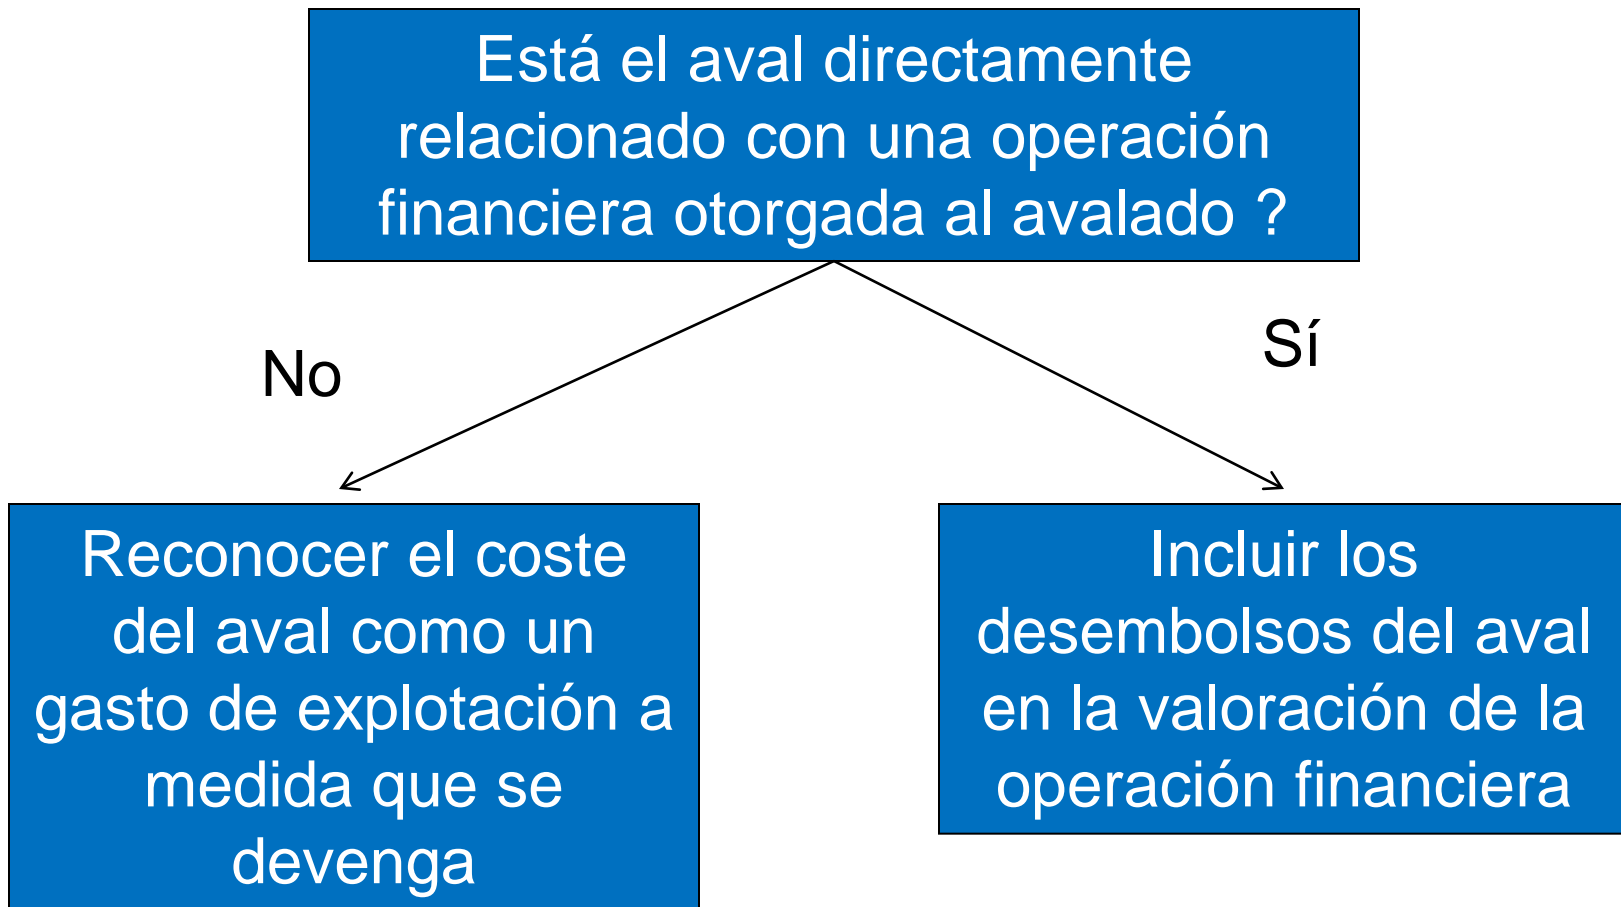 Está el aval directamente
relacionado con una operación
financiera otorgada al avalado ?
No
Sí
Reconocer el coste
del aval como un
gasto de explotación a
medida que se
devenga
Incluir los
desembolsos del aval
en la valoración de la
operación financiera